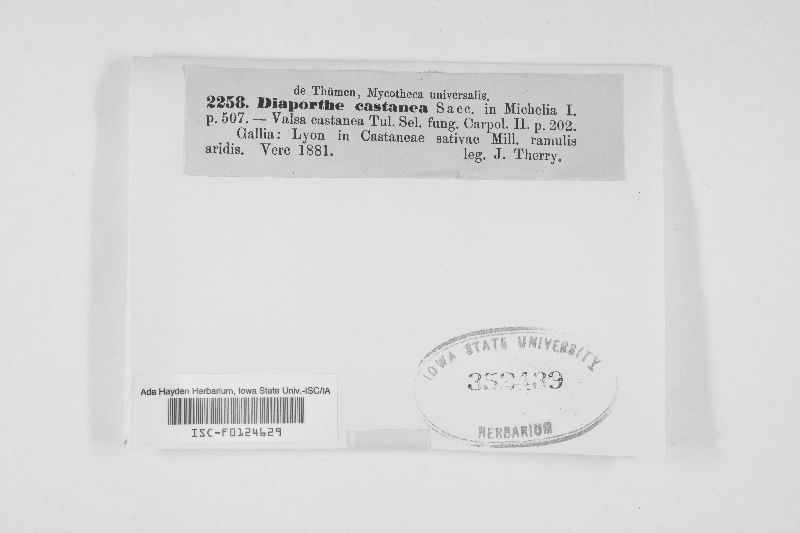 de Thümen, Mycotheca universalis.
2258. Diaporthe castanea Sacc. in Michelia I.
p. 507. — Valsa castanea Tul. Sel. fung. Carpol. II. p. 202.
Gallia: Lyon in Castaneae sativae Mill. ramulis
aridis. Vere 1881. leg. J. Therry.
Ada Hayden Herbarium, Iowa State Univ.-ISC/IA
ISC-F0124629
IOWA STATE UNIVERSITY
HERBARIUM